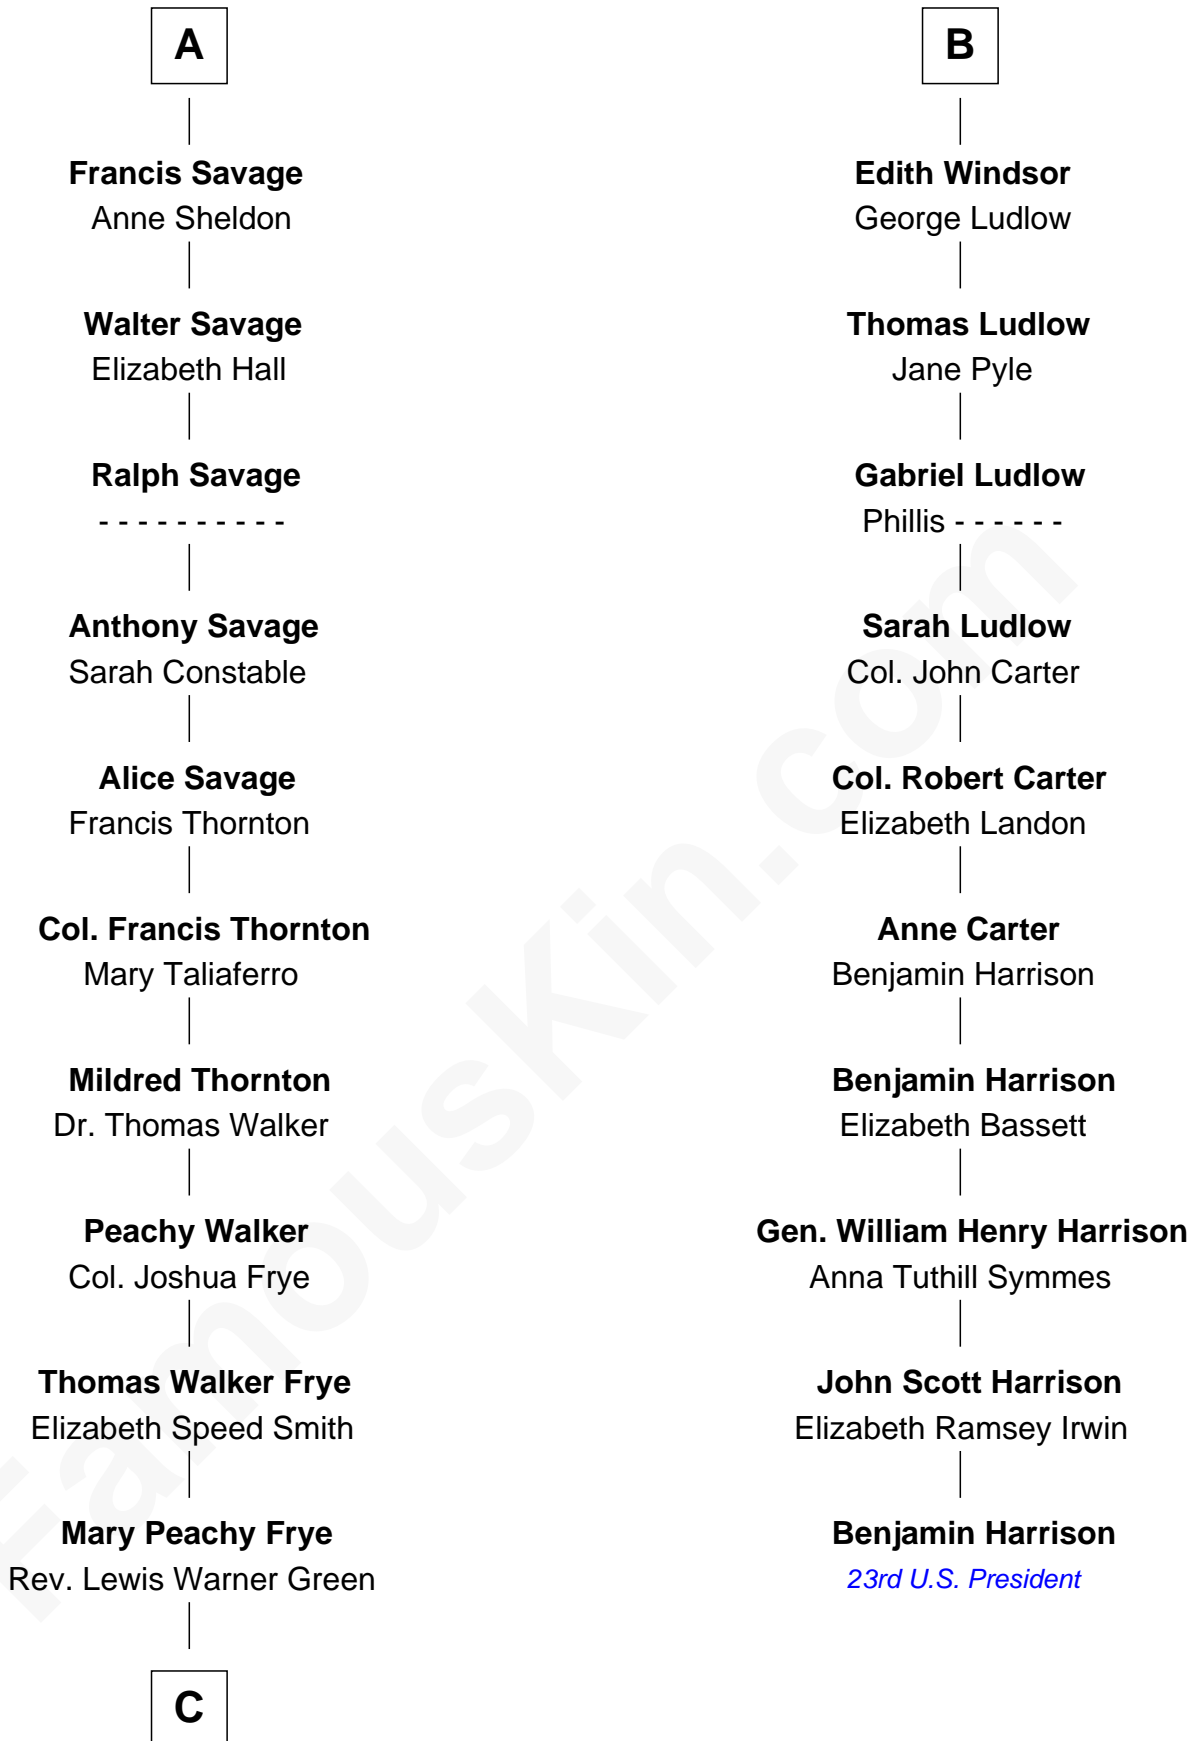 A
Francis Savage
Anne Sheldon
Walter Savage
Elizabeth Hall
Ralph Savage
- - - - - - - - - -
Anthony Savage
Sarah Constable
Alice Savage
Francis Thornton
Col. Francis Thornton
Mary Taliaferro
Mildred Thornton
Dr. Thomas Walker
Peachy Walker
Col. Joshua Frye
Thomas Walker Frye
Elizabeth Speed Smith
Mary Peachy Frye
Rev. Lewis Warner Green
C
B
Edith Windsor
George Ludlow
Thomas Ludlow
Jane Pyle
Gabriel Ludlow
Phillis - - - - - -
Sarah Ludlow
Col. John Carter
Col. Robert Carter
Elizabeth Landon
Anne Carter
Benjamin Harrison
Benjamin Harrison
Elizabeth Bassett
Gen. William Henry Harrison
Anna Tuthill Symmes
John Scott Harrison
Elizabeth Ramsey Irwin
Benjamin Harrison
23rd U.S. President
FamousKin.com